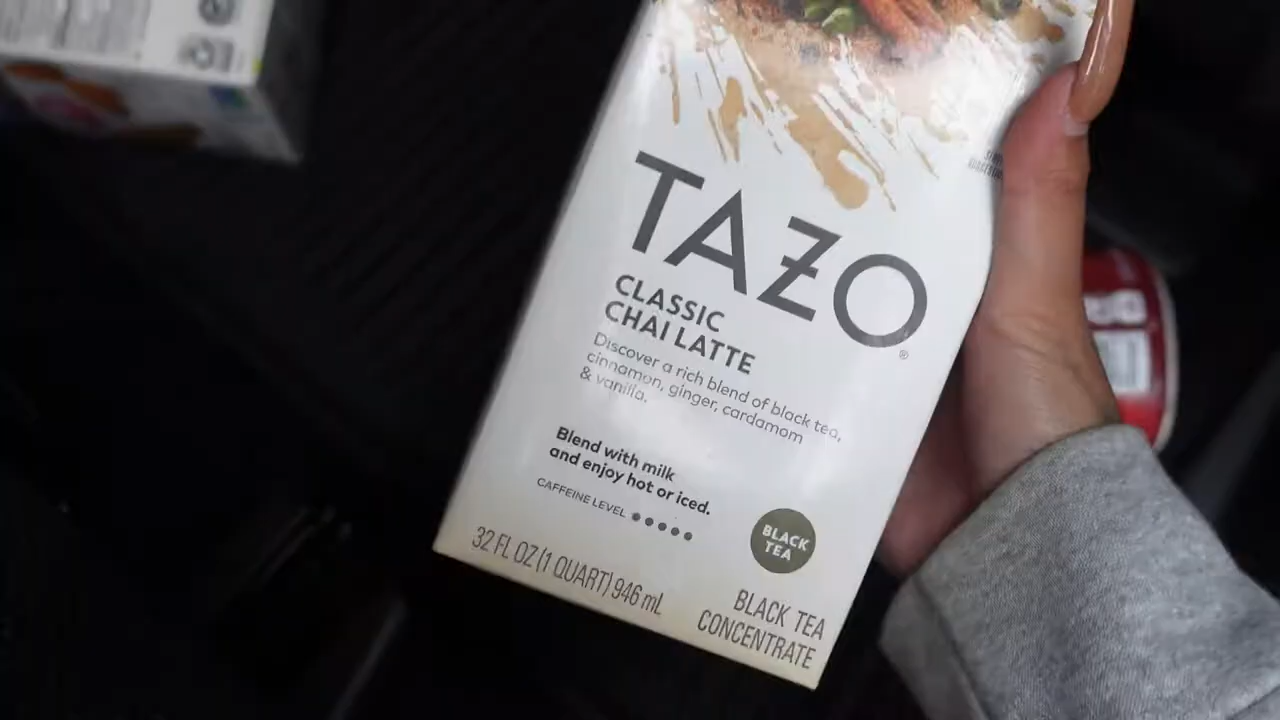 TAZO
®
CLASSIC
CHAI LATTE
Discover a rich blend of black tea,
cinnamon, ginger, cardamom
& vanilla.
Blend with milk
and enjoy hot or iced.
CAFFEINE LEVEL
BLACK
TEA
32 FL OZ (1 QUART) 946 mL
BLACK TEA
CONCENTRATE